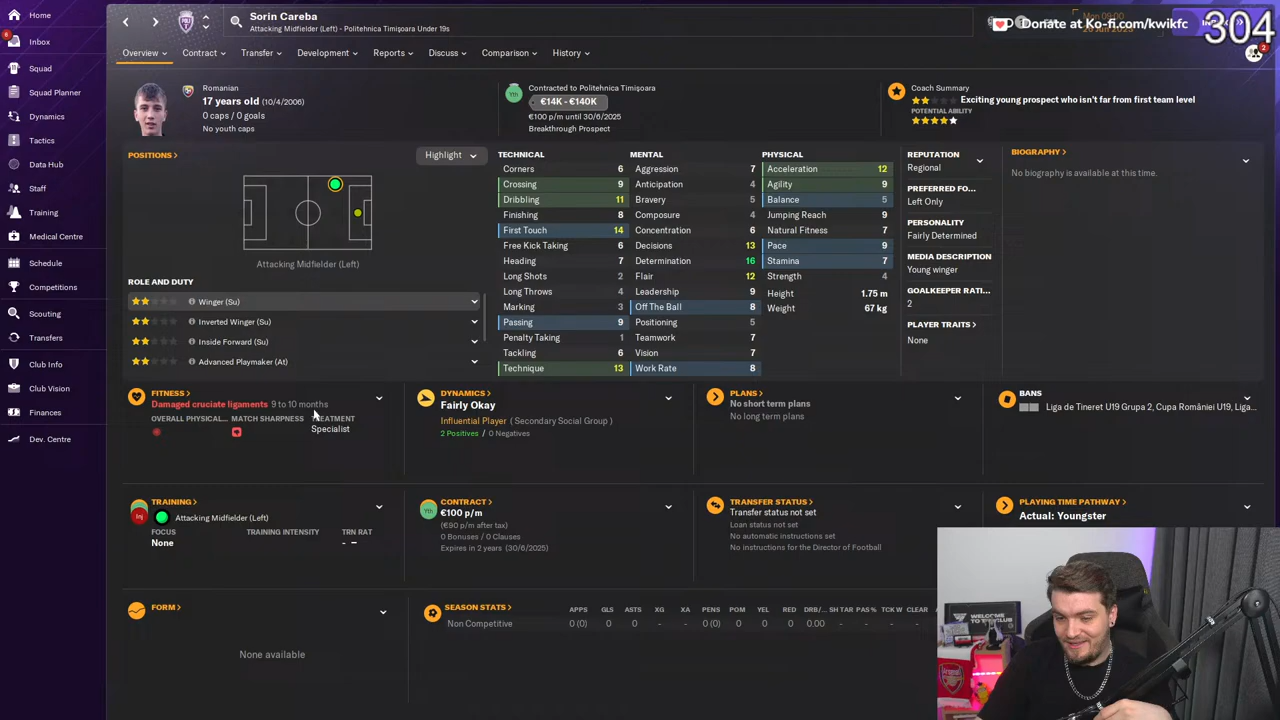 Home
Inbox
6
Squad
Squad Planner
Dynamics
Tactics
Data Hub
Staff
Training
Medical Centre
Schedule
Competitions
Scouting
Transfers
Club Info
Club Vision
Finances
Dev. Centre
Sorin Careba
Attacking Midfielder (Left) - Politehnica Timişoara Under 19s
Donate at Ko-fi.com/kwikfc
304
2
Overview
Contract
Transfer
Development
Reports
Discuss
Comparison
History
Romanian
17 years old (10/4/2006)
0 caps / 0 goals
No youth caps
Yth
Contracted to Politehnica Timişoara
€14K - €140K
€100 p/m until 30/6/2025
Breakthrough Prospect
Coach Summary
Exciting young prospect who isn't far from first team level
POTENTIAL ABILITY
POSITIONS
Highlight
Attacking Midfielder (Left)
ROLE AND DUTY
Winger (Su)
Inverted Winger (Su)
Inside Forward (Su)
Advanced Playmaker (At)
TECHNICAL
Corners 6
Crossing 9
Dribbling 11
Finishing 8
First Touch 14
Free Kick Taking 6
Heading 7
Long Shots 2
Long Throws 4
Marking 3
Passing 9
Penalty Taking 1
Tackling 6
Technique 13
MENTAL
Aggression 7
Anticipation 4
Bravery 5
Composure 4
Concentration 6
Decisions 13
Determination 16
Flair 12
Leadership 9
Off The Ball 8
Positioning 5
Teamwork 7
Vision 7
Work Rate 8
PHYSICAL
Acceleration 12
Agility 9
Balance 5
Jumping Reach 9
Natural Fitness 7
Pace 9
Stamina 7
Strength 4
Height 1.75 m
Weight 67 kg
REPUTATION
Regional
PREFERRED FO...
Left Only
PERSONALITY
Fairly Determined
MEDIA DESCRIPTION
Young winger
GOALKEEPER RATI...
2
PLAYER TRAITS
None
BIOGRAPHY
No biography is available at this time.
FITNESS
Damaged cruciate ligaments 9 to 10 months
OVERALL PHYSICAL... MATCH SHARPNESS TREATMENT
Specialist
DYNAMICS
Fairly Okay
Influential Player ( Secondary Social Group )
2 Positives / 0 Negatives
PLANS
No short term plans
No long term plans
BANS
Liga de Tineret U19 Grupa 2, Cupa României U19, Liga...
TRAINING
Inj
Attacking Midfielder (Left)
FOCUS TRAINING INTENSITY TRN RAT
None - –
CONTRACT
Yth
€100 p/m
(€90 p/m after tax)
0 Bonuses / 0 Clauses
Expires in 2 years (30/6/2025)
TRANSFER STATUS
Transfer status not set
Loan status not set
No automatic instructions set
No instructions for the Director of Football
PLAYING TIME PATHWAY
Actual: Youngster
FORM
None available
SEASON STATS
APPS GLS ASTS XG XA PENS POM YEL RED DRB/... SH TAR PAS % TCK W CLEAR
Non Competitive 0 (0) 0 0 - - 0 (0) 0 0 0 0.00 - - - -
WELCOME